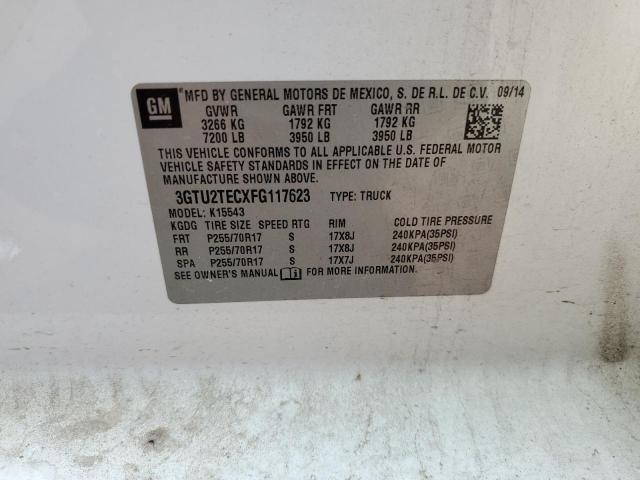 GM
MFD BY GENERAL MOTORS DE MEXICO, S. DE R.L. DE C.V. 09/14
GVWR GAWR FRT GAWR RR
3266 KG 1792 KG 1792 KG
7200 LB 3950 LB 3950 LB
THIS VEHICLE CONFORMS TO ALL APPLICABLE U.S. FEDERAL MOTOR
VEHICLE SAFETY STANDARDS IN EFFECT ON THE DATE OF
MANUFACTURE SHOWN ABOVE.
3GTU2TECXFG117623 TYPE: TRUCK
MODEL: K15543
KGDG TIRE SIZE SPEED RTG RIM COLD TIRE PRESSURE
FRT P255/70R17 S 17X8J 240KPA(35PSI)
RR P255/70R17 S 17X8J 240KPA(35PSI)
SPA P255/70R17 S 17X7J 240KPA(35PSI)
SEE OWNER'S MANUAL FOR MORE INFORMATION.